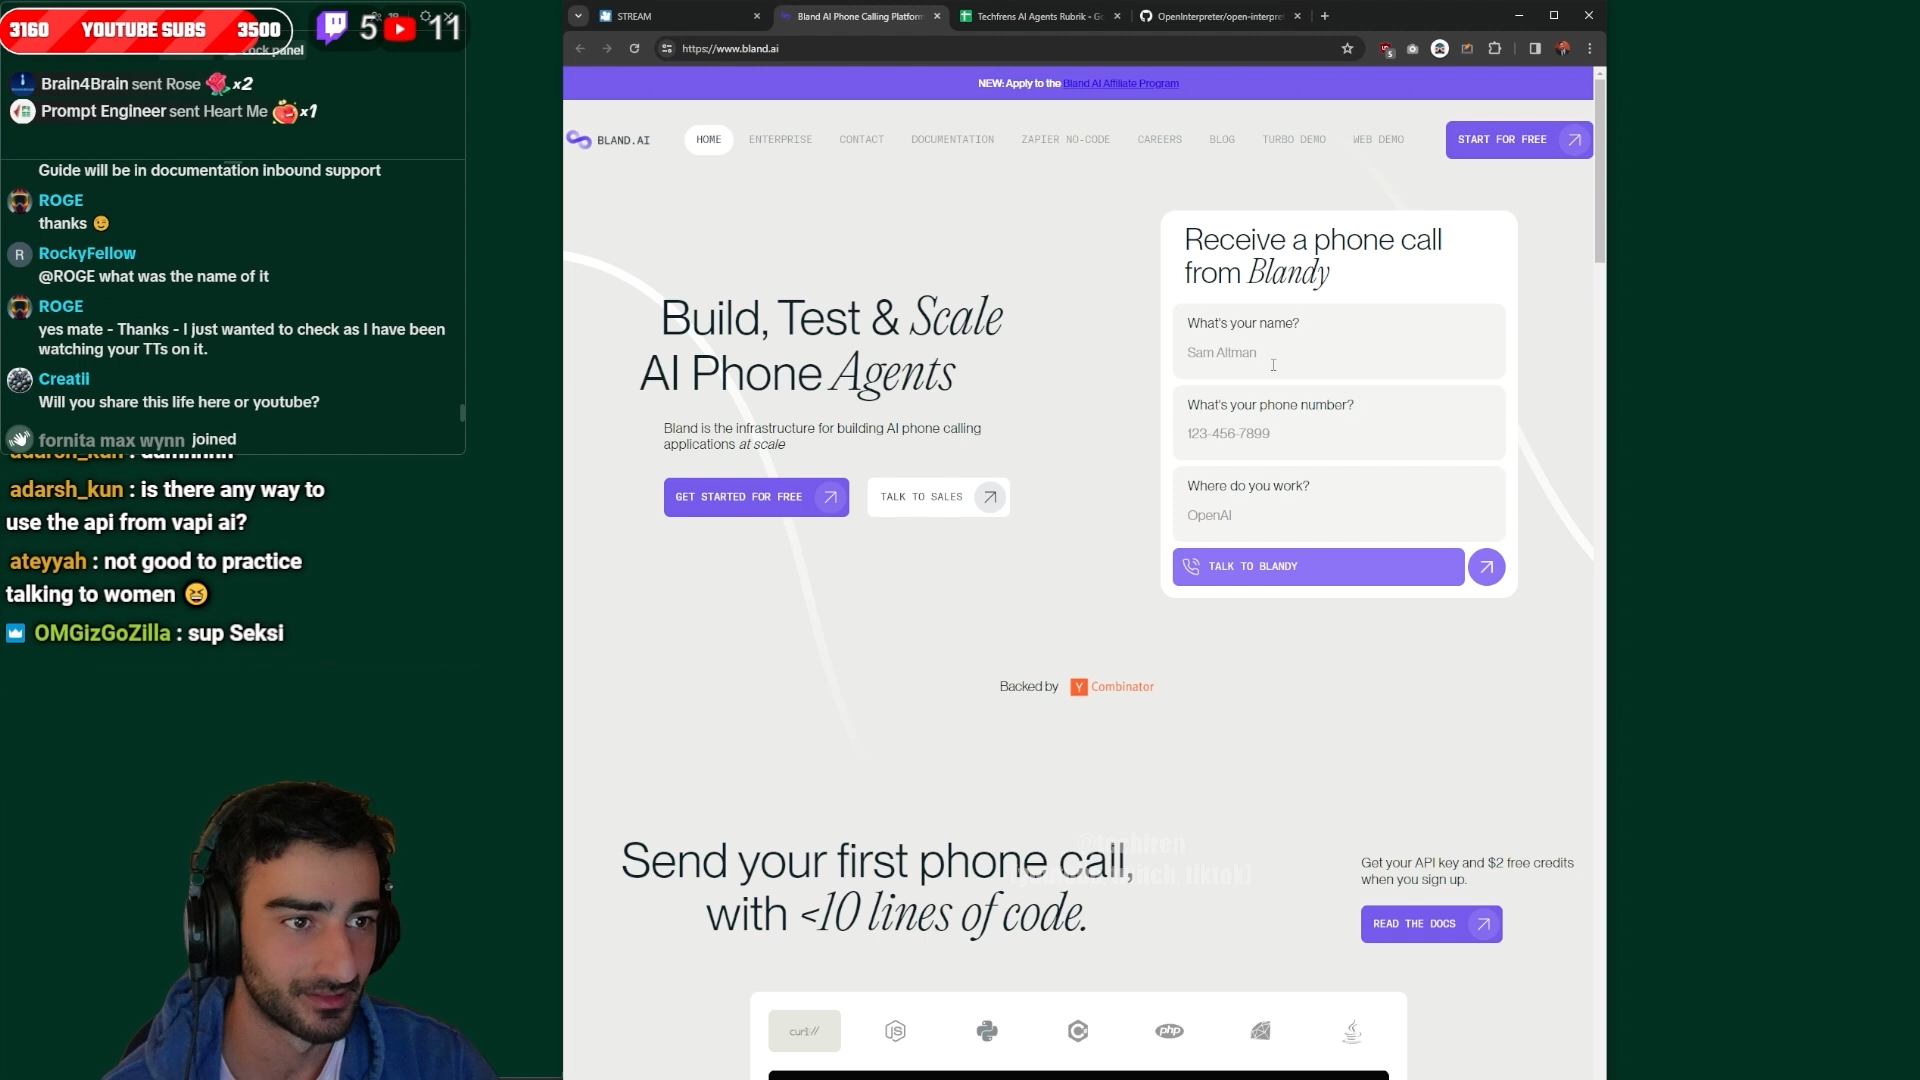 3160 YOUTUBE SUBS 3500
5
11
ock panel
Brain4Brain sent Rose x2
Prompt Engineer sent Heart Me x1
Guide will be in documentation inbound support
ROGE
thanks 😉
R RockyFellow
@ROGE what was the name of it
ROGE
yes mate - Thanks - I just wanted to check as I have been
watching your TTs on it.
Creatii
Will you share this life here or youtube?
fornita max wynn joined
adarsh_kun : is there any way to
use the api from vapi ai?
ateyyah : not good to practice
talking to women 😆
OMGizGoZilla : sup Seksi
STREAM
Bland AI Phone Calling Platform
Techfrens AI Agents Rubrik - Go
OpenInterpreter/open-interpre
https://www.bland.ai
5
NEW: Apply to the Bland AI Affiliate Program
BLAND.AI
HOME
ENTERPRISE
CONTACT
DOCUMENTATION
ZAPIER NO-CODE
CAREERS
BLOG
TURBO DEMO
WEB DEMO
START FOR FREE
Build, Test & Scale
AI Phone Agents
Bland is the infrastructure for building AI phone calling
applications at scale
GET STARTED FOR FREE
TALK TO SALES
Receive a phone call
from Blandy
What's your name?
Sam Altman
What's your phone number?
123-456-7899
Where do you work?
OpenAI
TALK TO BLANDY
Backed by Y Combinator
Send your first phone call,
with <10 lines of code.
Get your API key and $2 free credits
when you sign up.
READ THE DOCS
curl://
JS
C
php